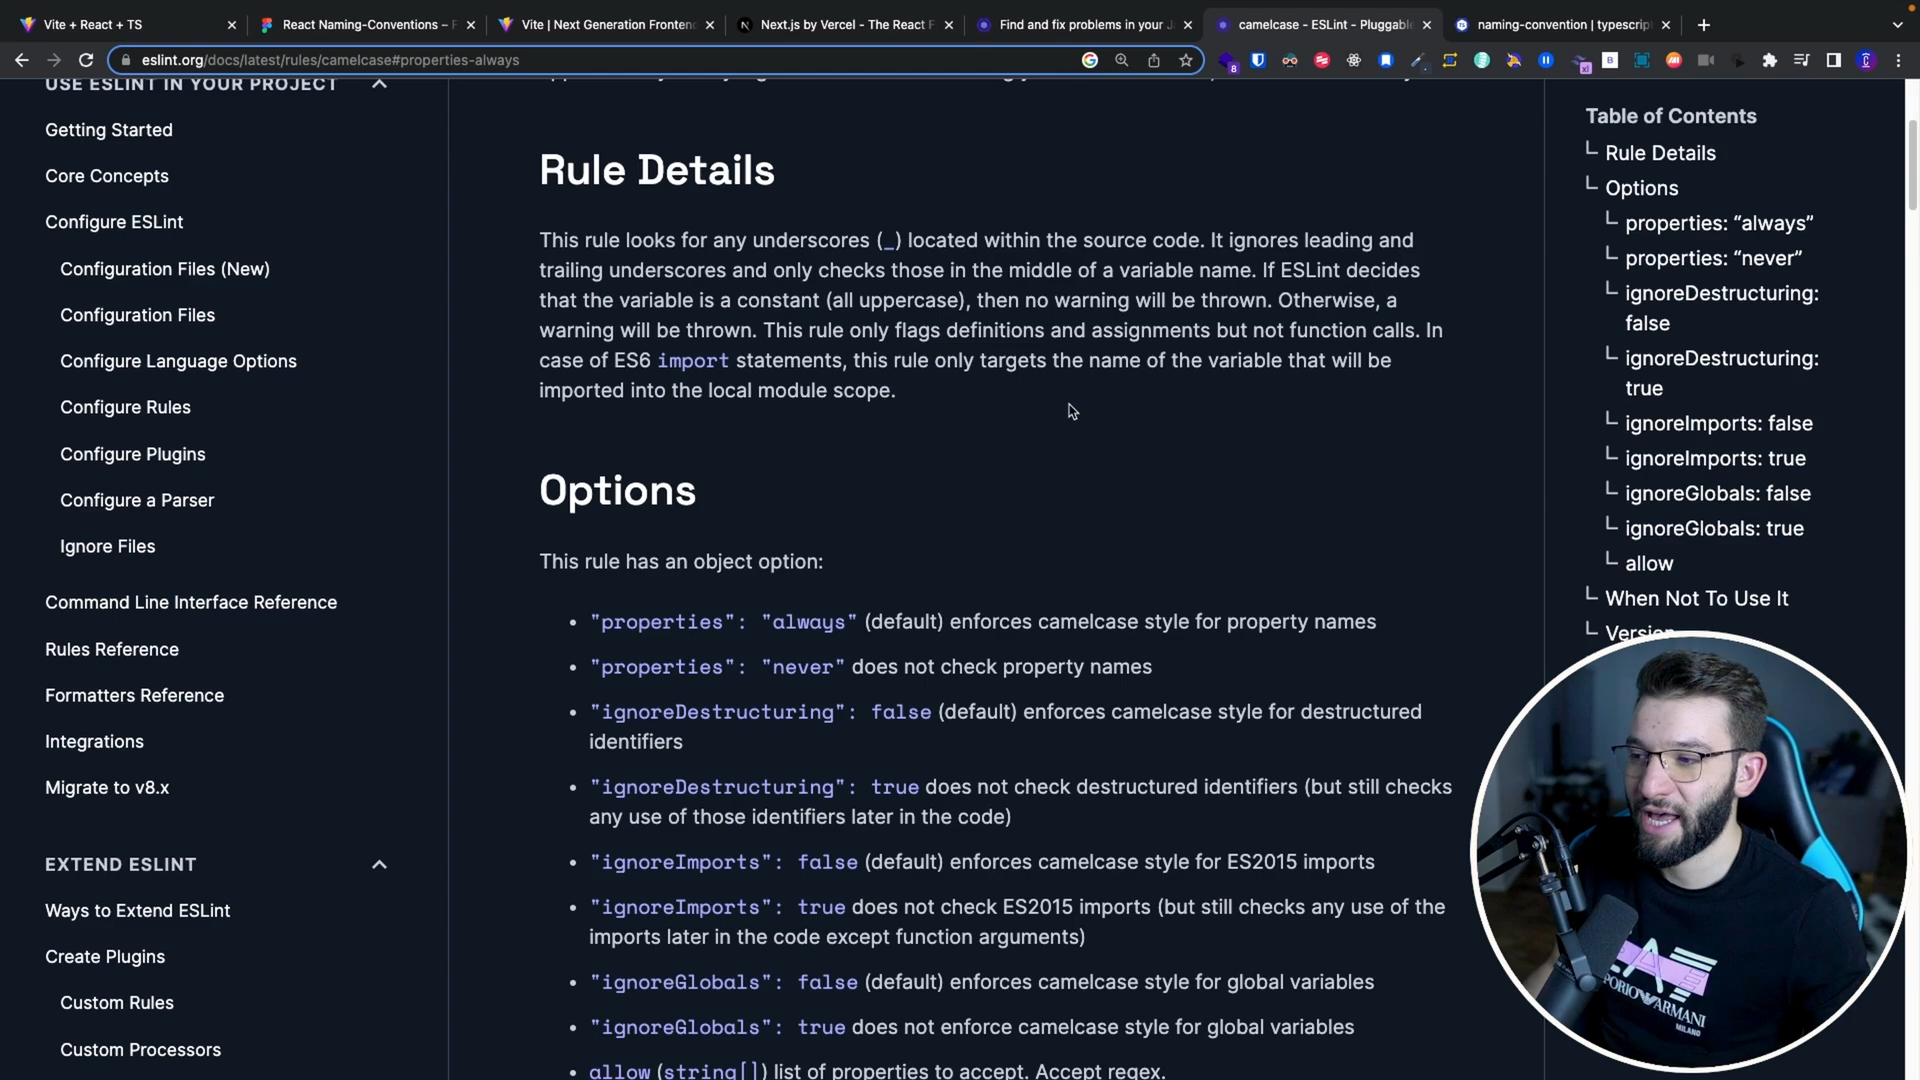 Vite + React + TS
React Naming-Conventions – F
Vite | Next Generation Fronten
Next.js by Vercel - The React F
Find and fix problems in your J
camelcase - ESLint - Pluggable
naming-convention | typescrip
eslint.org/docs/latest/rules/camelcase#properties-always
USE ESLINT IN YOUR PROJECT
Getting Started
Core Concepts
Configure ESLint
Configuration Files (New)
Configuration Files
Configure Language Options
Configure Rules
Configure Plugins
Configure a Parser
Ignore Files
Command Line Interface Reference
Rules Reference
Formatters Reference
Integrations
Migrate to v8.x
EXTEND ESLINT
Ways to Extend ESLint
Create Plugins
Custom Rules
Custom Processors
Rule Details
This rule looks for any underscores (_) located within the source code. It ignores leading and
trailing underscores and only checks those in the middle of a variable name. If ESLint decides
that the variable is a constant (all uppercase), then no warning will be thrown. Otherwise, a
warning will be thrown. This rule only flags definitions and assignments but not function calls. In
case of ES6 import statements, this rule only targets the name of the variable that will be
imported into the local module scope.
Options
This rule has an object option:
• "properties": "always" (default) enforces camelcase style for property names
• "properties": "never" does not check property names
• "ignoreDestructuring": false (default) enforces camelcase style for destructured
identifiers
• "ignoreDestructuring": true does not check destructured identifiers (but still checks
any use of those identifiers later in the code)
• "ignoreImports": false (default) enforces camelcase style for ES2015 imports
• "ignoreImports": true does not check ES2015 imports (but still checks any use of the
imports later in the code except function arguments)
• "ignoreGlobals": false (default) enforces camelcase style for global variables
• "ignoreGlobals": true does not enforce camelcase style for global variables
• allow (string[]) list of properties to accept. Accept regex.
Table of Contents
Rule Details
Options
properties: “always”
properties: “never”
ignoreDestructuring:
false
ignoreDestructuring:
true
ignoreImports: false
ignoreImports: true
ignoreGlobals: false
ignoreGlobals: true
allow
When Not To Use It
Version
EA
PORIO ARMANI
MILANO